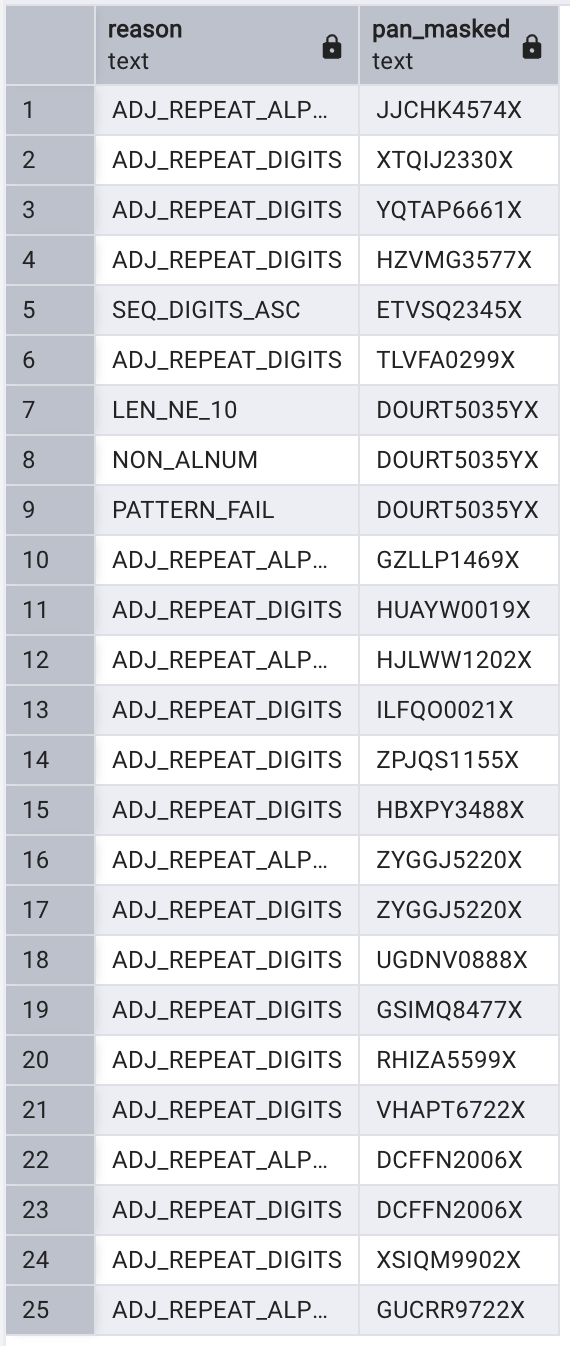 reason pan_masked
text text
1 ADJ_REPEAT_ALP... JJCHK4574X
2 ADJ_REPEAT_DIGITS XTQIJ2330X
3 ADJ_REPEAT_DIGITS YQTAP6661X
4 ADJ_REPEAT_DIGITS HZVMG3577X
5 SEQ_DIGITS_ASC ETVSQ2345X
6 ADJ_REPEAT_DIGITS TLVFA0299X
7 LEN_NE_10 DOURT5035YX
8 NON_ALNUM DOURT5035YX
9 PATTERN_FAIL DOURT5035YX
10 ADJ_REPEAT_ALP... GZLLP1469X
11 ADJ_REPEAT_DIGITS HUAYW0019X
12 ADJ_REPEAT_ALP... HJLWW1202X
13 ADJ_REPEAT_DIGITS ILFQO0021X
14 ADJ_REPEAT_DIGITS ZPJQS1155X
15 ADJ_REPEAT_DIGITS HBXPY3488X
16 ADJ_REPEAT_ALP... ZYGGJ5220X
17 ADJ_REPEAT_DIGITS ZYGGJ5220X
18 ADJ_REPEAT_DIGITS UGDNV0888X
19 ADJ_REPEAT_DIGITS GSIMQ8477X
20 ADJ_REPEAT_DIGITS RHIZA5599X
21 ADJ_REPEAT_DIGITS VHAPT6722X
22 ADJ_REPEAT_ALP... DCFFN2006X
23 ADJ_REPEAT_DIGITS DCFFN2006X
24 ADJ_REPEAT_DIGITS XSIQM9902X
25 ADJ_REPEAT_ALP... GUCRR9722X